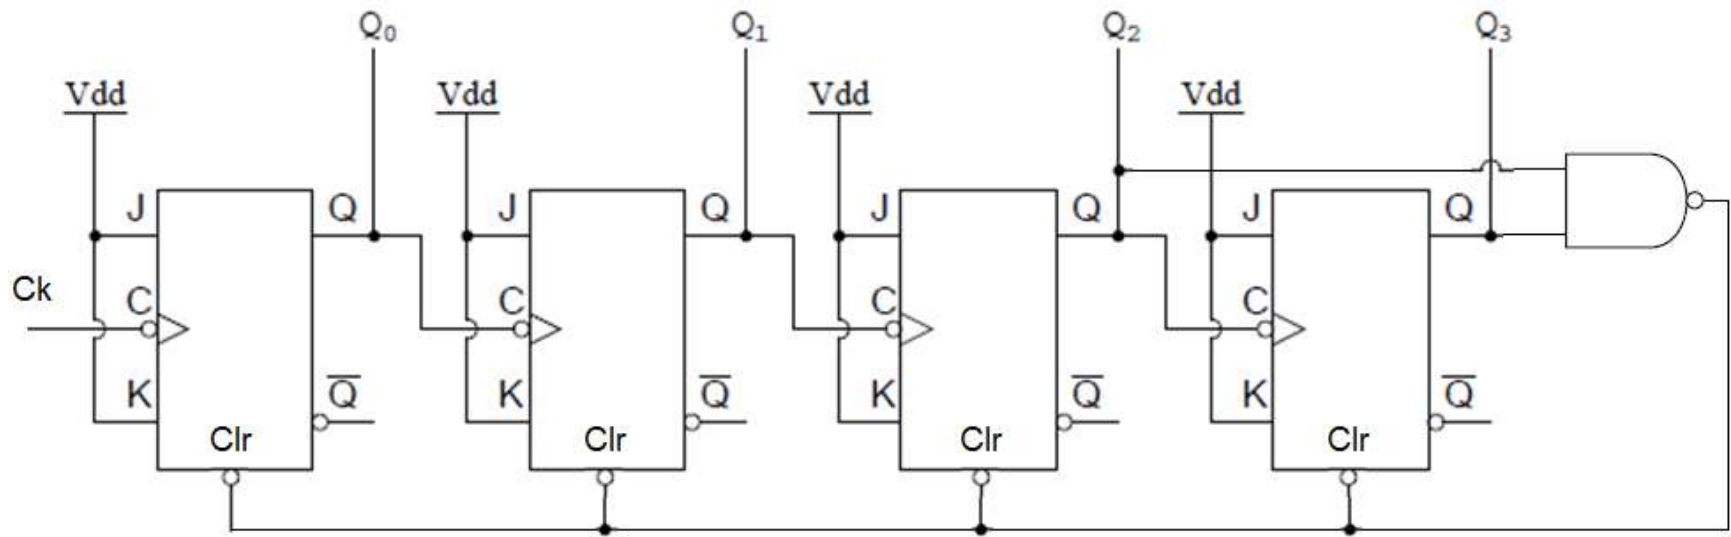 Q0 Q1 Q2 Q3
Vdd Vdd Vdd Vdd
J Q J Q J Q J Q
Ck C C C C
K Q̅ K Q̅ K Q̅ K Q̅
Clr Clr Clr Clr